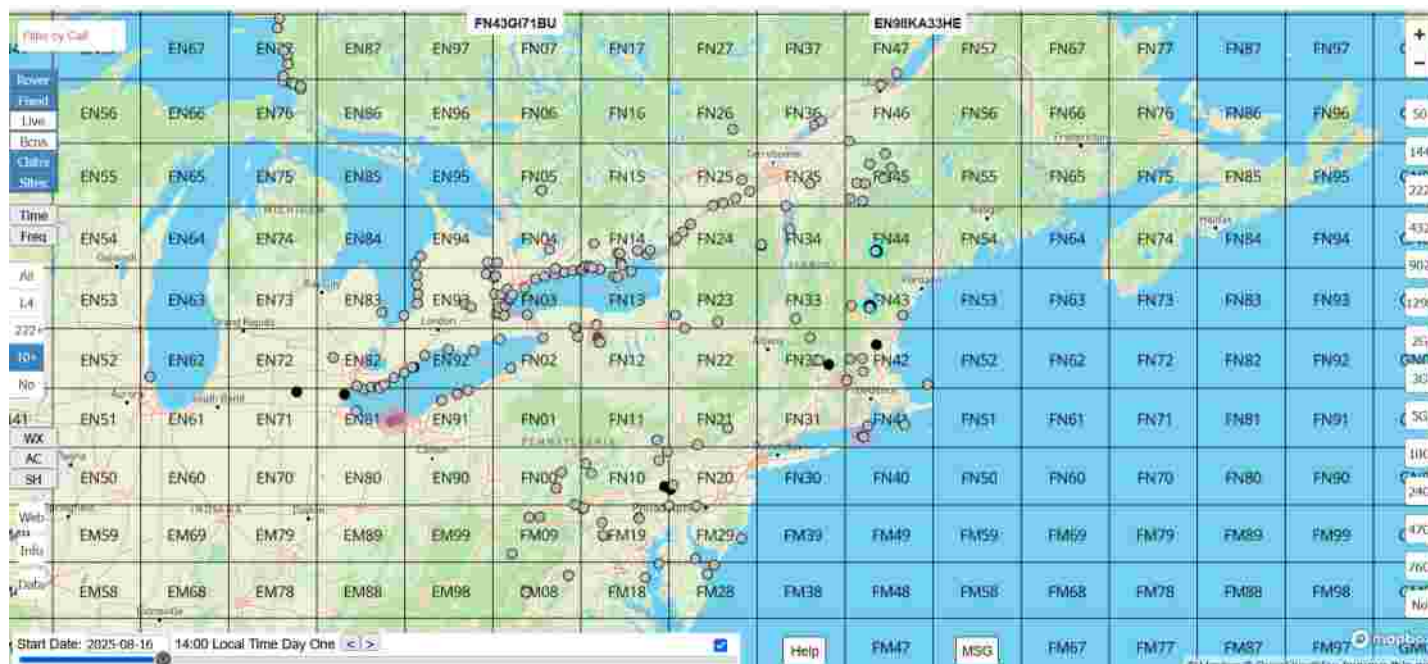 FN43GI71BU EN98KA33HE
Filter by Call
EN67 EN77 EN87 EN97 FN07 FN17 FN27 FN37 FN47 FN57 FN67 FN77 FN87 FN97
Rover
Fixed
Live
Bcns
EN56 EN66 EN76 EN86 EN96 FN06 FN16 FN26 FN36 FN46 FN56 FN66 FN76 FN86 FN96
50
144
EN55 EN65 EN75 EN85 EN95 FN05 FN15 FN25 FN35 FN45 FN55 FN65 FN75 FN85 FN95
222
MICHIGAN
Time
Halifax
Freq
432
EN54 EN64 EN74 EN84 EN94 FN04 FN14 FN24 FN34 FN44 FN54 FN64 FN74 FN84 FN94
902
All
EN53 EN63 EN73 EN83 EN93 FN03 FN13 FN23 FN33 FN43 FN53 FN63 FN73 FN83 FN93
L4
Grand Rapids London
222+
10+
EN52 EN62 EN72 EN82 EN92 FN02 FN12 FN22 FN32 FN42 FN52 FN62 FN72 FN82 FN92
Albany
No
South Bend
EN51 EN61 EN71 EN81 EN91 FN01 FN11 FN21 FN31 FN41 FN51 FN61 FN71 FN81 FN91
WX
PENNSYLVANIA
AC
SH
EN50 EN60 EN70 EN80 EN90 FN00 FN10 FN20 FN30 FN40 FN50 FN60 FN70 FN80 FN90
INDIANA
Web
Info
EM59 EM69 EM79 EM89 EM99 FM09 FM19 FM29 FM39 FM49 FM59 FM69 FM79 FM89 FM99
Data
EM58 EM68 EM78 EM88 EM98 FM08 FM18 FM28 FM38 FM48 FM58 FM68 FM78 FM88 FM98
Start Date: 2025-08-16 14:00 Local Time Day One < >
Help FM47 MSG FM67 FM77 FM87 FM97
mapbox